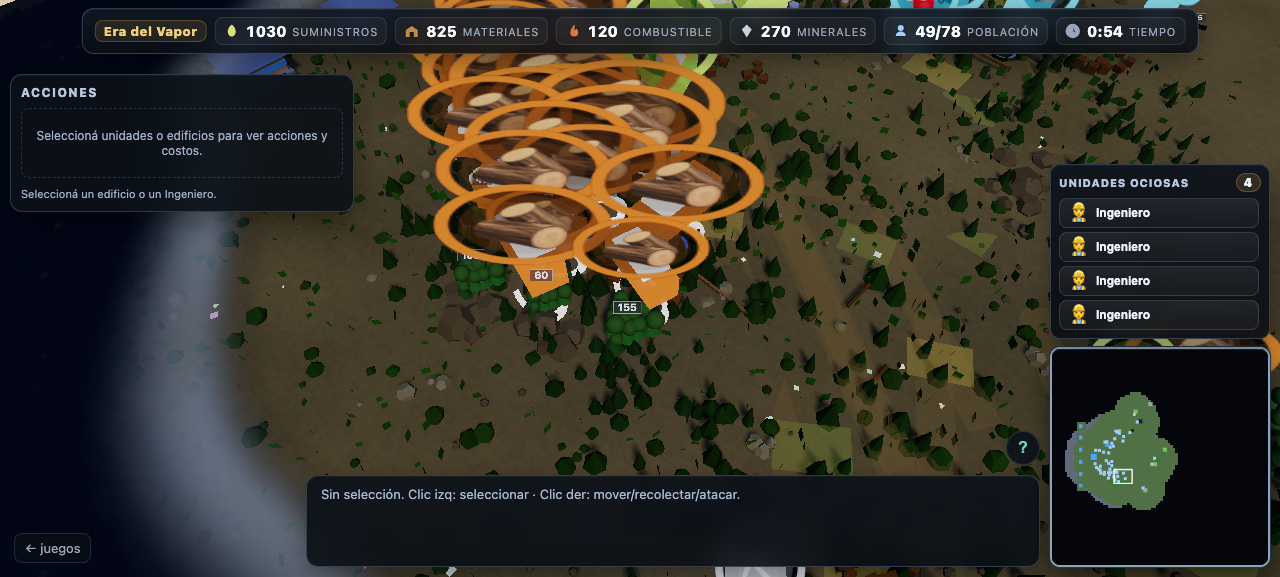 Era del Vapor
1030 SUMINISTROS
825 MATERIALES
120 COMBUSTIBLE
270 MINERALES
49/78 POBLACIÓN
0:54 TIEMPO
ACCIONES
Seleccioná unidades o edificios para ver acciones y
costos.
Seleccioná un edificio o un Ingeniero.
UNIDADES OCIOSAS 4
Ingeniero
Ingeniero
Ingeniero
Ingeniero
60
155
?
Sin selección. Clic izq: seleccionar · Clic der: mover/recolectar/atacar.
← juegos